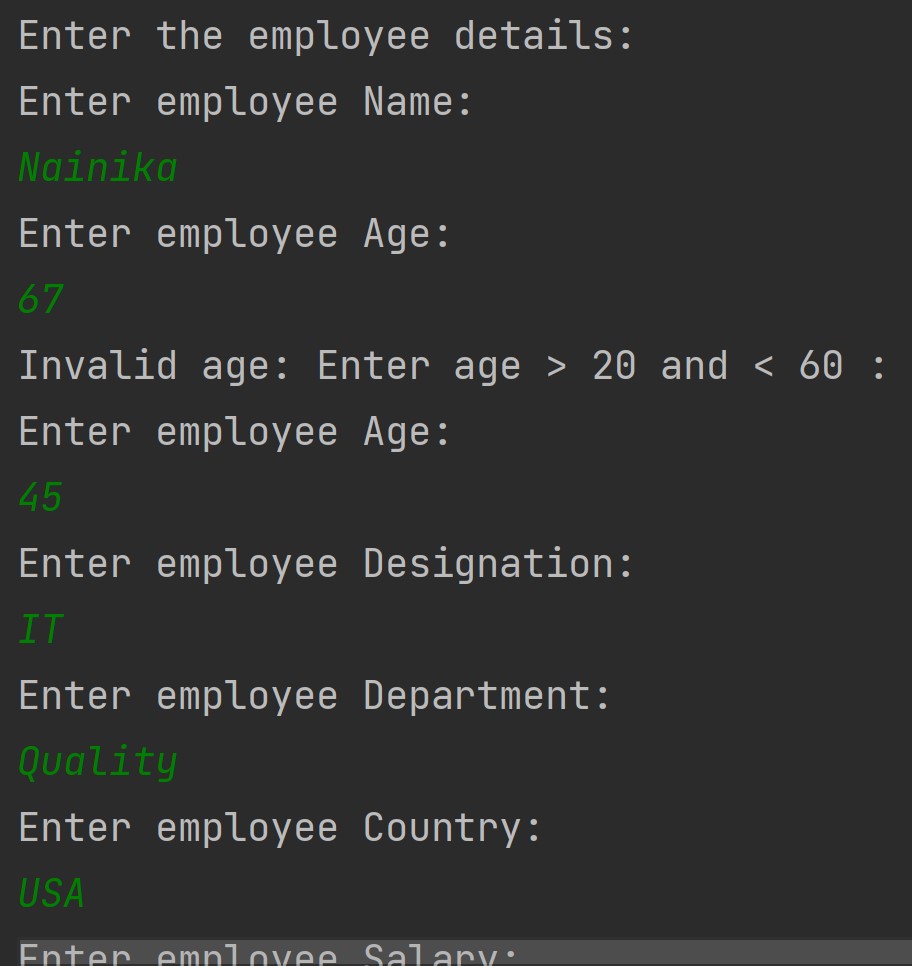 Enter the employee details:
Enter employee Name:
Nainika
Enter employee Age:
67
Invalid age: Enter age > 20 and < 60 :
Enter employee Age:
45
Enter employee Designation:
IT
Enter employee Department:
Quality
Enter employee Country:
USA
Enter employee Salary: